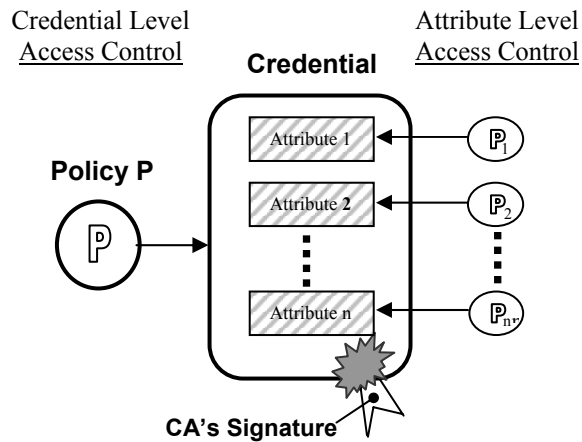 Credential Level
Access Control
Attribute Level
Access Control
Credential
Policy P
P
Attribute 1
P1
Attribute 2
P2
Attribute n
CA's Signature